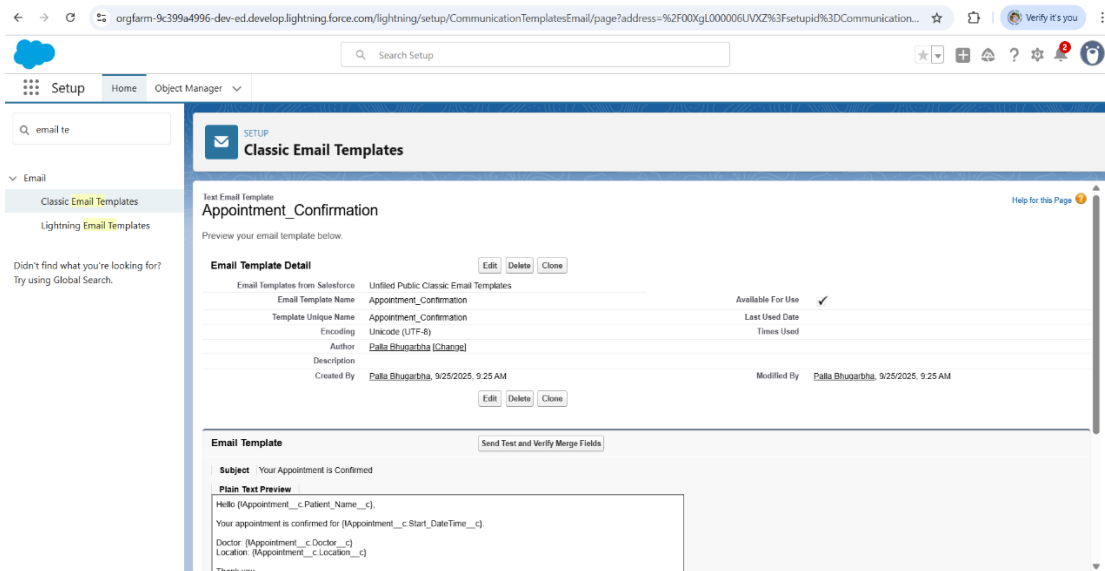 orgfarm-9c399a4996-dev-ed.develop.lightning.force.com/lightning/setup/CommunicationTemplatesEmail/page?address=%2F00XgL000006UVXZ%3Fsetupid%3DCommunication...
Verify it's you
Search Setup
2
Setup Home Object Manager
email te
SETUP
Classic Email Templates
Email
Classic Email Templates
Lightning Email Templates
Didn't find what you're looking for?
Try using Global Search.
Text Email Template
Appointment_Confirmation
Help for this Page
Preview your email template below.
Email Template Detail Edit Delete Clone
Email Templates from Salesforce Unfiled Public Classic Email Templates
Email Template Name Appointment_Confirmation Available For Use ✓
Template Unique Name Appointment_Confirmation Last Used Date
Encoding Unicode (UTF-8) Times Used
Author Palla Bhugarbha [Change]
Description
Created By Palla Bhugarbha, 9/25/2025, 9:25 AM Modified By Palla Bhugarbha, 9/25/2025, 9:25 AM
Edit Delete Clone
Email Template Send Test and Verify Merge Fields
Subject Your Appointment is Confirmed
Plain Text Preview
Hello {!Appointment__c.Patient_Name__c},
Your appointment is confirmed for {!Appointment__c.Start_DateTime__c}.
Doctor: {!Appointment__c.Doctor__c}
Location: {!Appointment__c.Location__c}